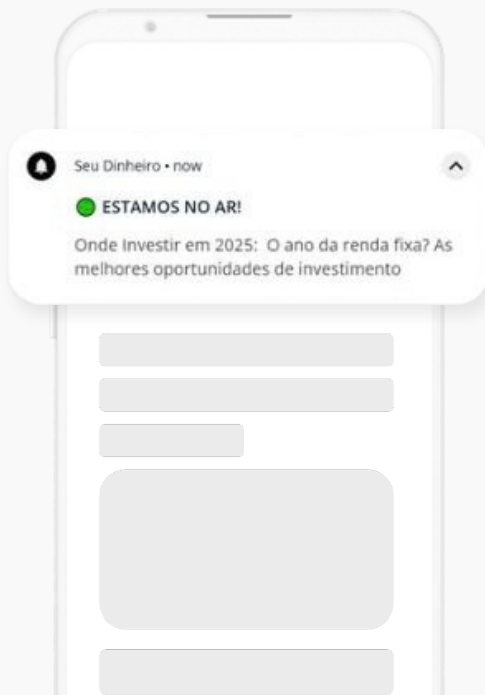 Seu Dinheiro • now
🟢 ESTAMOS NO AR!
Onde Investir em 2025: O ano da renda fixa? As
melhores oportunidades de investimento